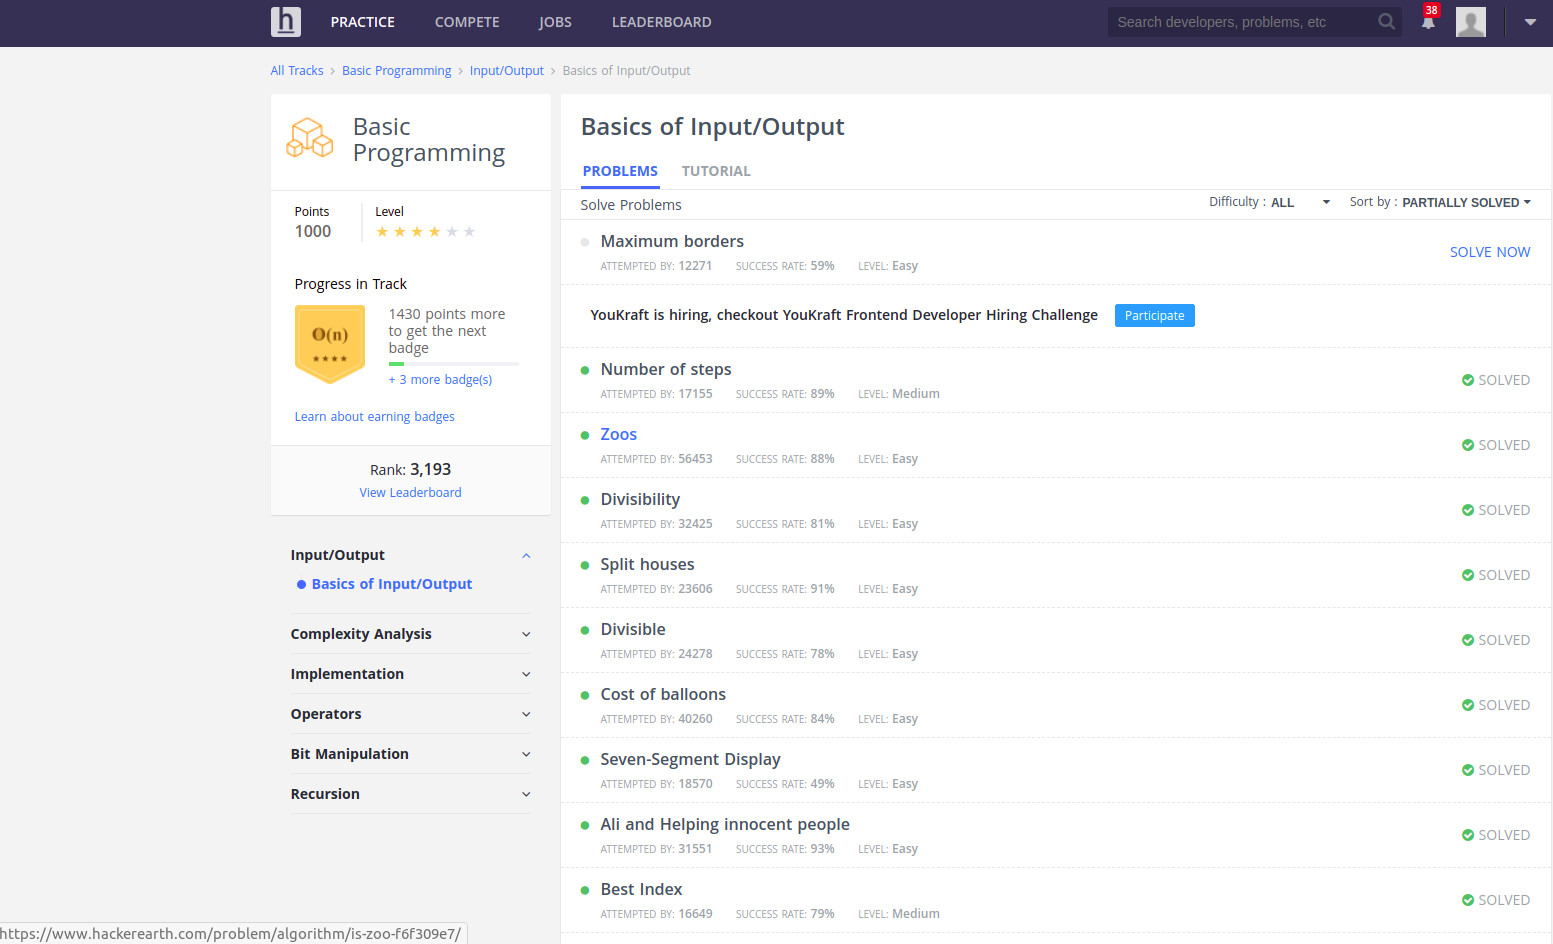 h PRACTICE COMPETE JOBS LEADERBOARD Search developers, problems, etc 38
All Tracks › Basic Programming › Input/Output › Basics of Input/Output
Basic
Programming
Points Level
1000
Progress in Track
O(n)
1430 points more
to get the next
badge
+ 3 more badge(s)
Learn about earning badges
Rank: 3,193
View Leaderboard
Input/Output
Basics of Input/Output
Complexity Analysis
Implementation
Operators
Bit Manipulation
Recursion
Basics of Input/Output
PROBLEMS TUTORIAL
Solve Problems Difficulty : ALL Sort by : PARTIALLY SOLVED
Maximum borders
ATTEMPTED BY: 12271 SUCCESS RATE: 59% LEVEL: Easy
SOLVE NOW
YouKraft is hiring, checkout YouKraft Frontend Developer Hiring Challenge Participate
Number of steps
ATTEMPTED BY: 17155 SUCCESS RATE: 89% LEVEL: Medium
SOLVED
Zoos
ATTEMPTED BY: 56453 SUCCESS RATE: 88% LEVEL: Easy
SOLVED
Divisibility
ATTEMPTED BY: 32425 SUCCESS RATE: 81% LEVEL: Easy
SOLVED
Split houses
ATTEMPTED BY: 23606 SUCCESS RATE: 91% LEVEL: Easy
SOLVED
Divisible
ATTEMPTED BY: 24278 SUCCESS RATE: 78% LEVEL: Easy
SOLVED
Cost of balloons
ATTEMPTED BY: 40260 SUCCESS RATE: 84% LEVEL: Easy
SOLVED
Seven-Segment Display
ATTEMPTED BY: 18570 SUCCESS RATE: 49% LEVEL: Easy
SOLVED
Ali and Helping innocent people
ATTEMPTED BY: 31551 SUCCESS RATE: 93% LEVEL: Easy
SOLVED
Best Index
ATTEMPTED BY: 16649 SUCCESS RATE: 79% LEVEL: Medium
SOLVED
https://www.hackerearth.com/problem/algorithm/is-zoo-f6f309e7/